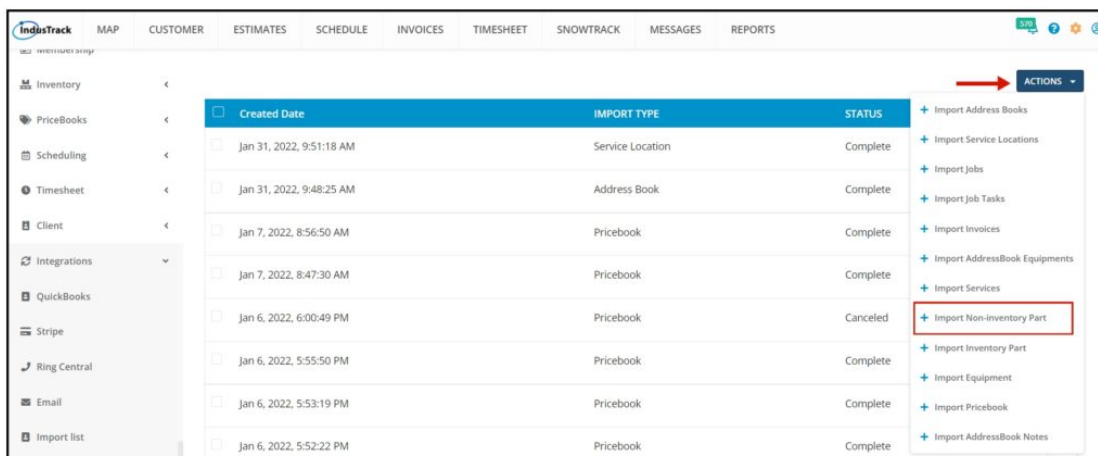 IndusTrack MAP CUSTOMER ESTIMATES SCHEDULE INVOICES TIMESHEET SNOWTRACK MESSAGES REPORTS 570
Membership
Inventory
PriceBooks
Scheduling
Timesheet
Client
Integrations
QuickBooks
Stripe
Ring Central
Email
Import list
ACTIONS
Created Date IMPORT TYPE STATUS
Jan 31, 2022, 9:51:18 AM Service Location Complete
Jan 31, 2022, 9:48:25 AM Address Book Complete
Jan 7, 2022, 8:56:50 AM Pricebook Complete
Jan 7, 2022, 8:47:30 AM Pricebook Complete
Jan 6, 2022, 6:00:49 PM Pricebook Canceled
Jan 6, 2022, 5:55:50 PM Pricebook Complete
Jan 6, 2022, 5:53:19 PM Pricebook Complete
Jan 6, 2022, 5:52:22 PM Pricebook Complete
+ Import Address Books
+ Import Service Locations
+ Import Jobs
+ Import Job Tasks
+ Import Invoices
+ Import AddressBook Equipments
+ Import Services
+ Import Non-inventory Part
+ Import Inventory Part
+ Import Equipment
+ Import Pricebook
+ Import AddressBook Notes